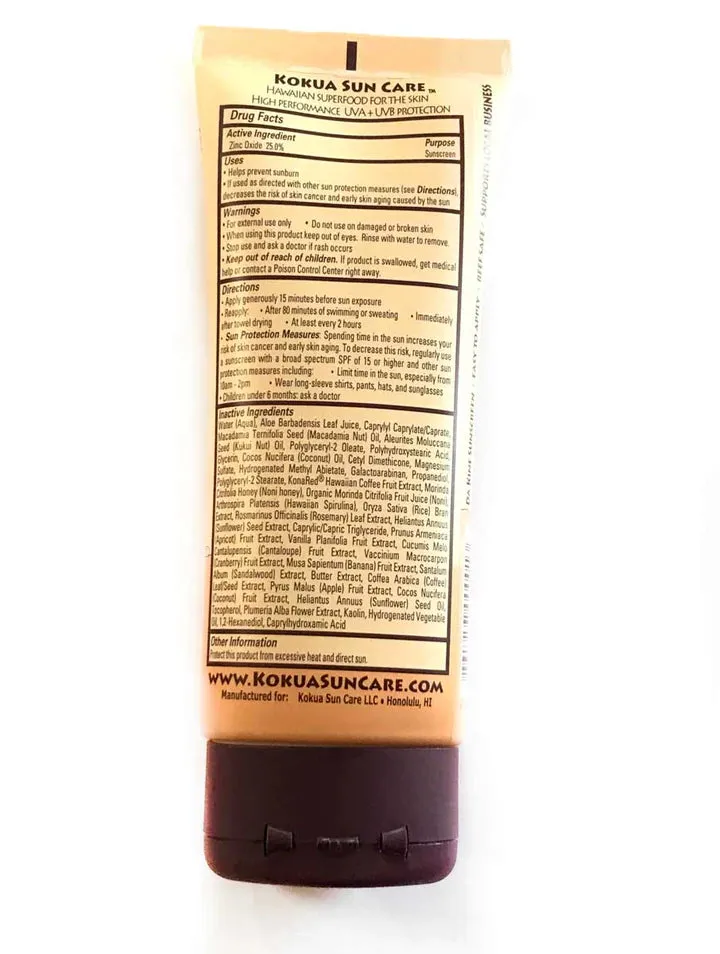 KOKUA SUN CARE™
HAWAIIAN SUPERFOOD FOR THE SKIN
HIGH PERFORMANCE UVA + UVB PROTECTION
Drug Facts
Active Ingredient Purpose
Zinc Oxide 25.0% Sunscreen
Uses
• Helps prevent sunburn
• If used as directed with other sun protection measures (see Directions),
decreases the risk of skin cancer and early skin aging caused by the sun
Warnings
• For external use only • Do not use on damaged or broken skin
• When using this product keep out of eyes. Rinse with water to remove.
• Stop use and ask a doctor if rash occurs
• Keep out of reach of children. If product is swallowed, get medical
help or contact a Poison Control Center right away.
Directions
• Apply generously 15 minutes before sun exposure
• Reapply: • After 80 minutes of swimming or sweating • Immediately
after towel drying • At least every 2 hours
• Sun Protection Measures. Spending time in the sun increases your
risk of skin cancer and early skin aging. To decrease this risk, regularly use
a sunscreen with a broad spectrum SPF of 15 or higher and other sun
protection measures including: • Limit time in the sun, especially from
10am - 2pm • Wear long-sleeve shirts, pants, hats, and sunglasses
• Children under 6 months: ask a doctor
Inactive Ingredients
Water (Aqua), Aloe Barbadensis Leaf Juice, Caprylyl Caprylate/Caprate,
Macadamia Ternifolia Seed (Macadamia Nut) Oil, Aleurites Moluccana
Seed (Kukui Nut) Oil, Polyglyceryl-2 Oleate, Polyhydroxystearic Acid,
Glycerin, Cocos Nucifera (Coconut) Oil, Cetyl Dimethicone, Magnesium
Sulfate, Hydrogenated Methyl Abietate, Galactoarabinan, Propanediol,
Polyglyceryl-2 Stearate, KonaRed® Hawaiian Coffee Fruit Extract, Morinda
Citrifolia Honey (Noni honey), Organic Morinda Citrifolia Fruit Juice (Noni),
Arthrospira Platensis (Hawaiian Spirulina), Oryza Sativa (Rice) Bran
Extract, Rosmarinus Officinalis (Rosemary) Leaf Extract, Heliantus Annuus
(Sunflower) Seed Extract, Caprylic/Capric Triglyceride, Prunus Armeniaca
(Apricot) Fruit Extract, Vanilla Planifolia Fruit Extract, Cucumis Melo
Cantalupensis (Cantaloupe) Fruit Extract, Vaccinium Macrocarpon
(Cranberry) Fruit Extract, Musa Sapientum (Banana) Fruit Extract, Santalum
Album (Sandalwood) Extract, Butter Extract, Coffea Arabica (Coffee)
Leaf/Seed Extract, Pyrus Malus (Apple) Fruit Extract, Cocos Nucifera
(Coconut) Fruit Extract, Heliantus Annuus (Sunflower) Seed Oil,
Tocopherol, Plumeria Alba Flower Extract, Kaolin, Hydrogenated Vegetable
Oil, 1,2-Hexanediol, Caprylhydroxamic Acid
Other Information
Protect this product from excessive heat and direct sun.
WWW.KOKUASUNCARE.COM
Manufactured for: Kokua Sun Care LLC • Honolulu, HI
DA KINE SUNSCREEN · EASY TO APPLY · REEF SAFE · SUPPORTS LOCAL BUSINESS